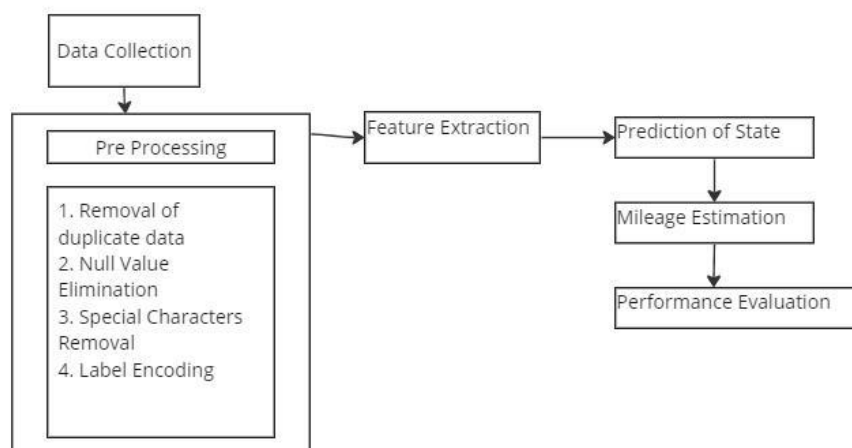 Data Collection
Pre Processing
1. Removal of
duplicate data
2. Null Value
Elimination
3. Special Characters
Removal
4. Label Encoding
Feature Extraction
Prediction of State
Mileage Estimation
Performance Evaluation